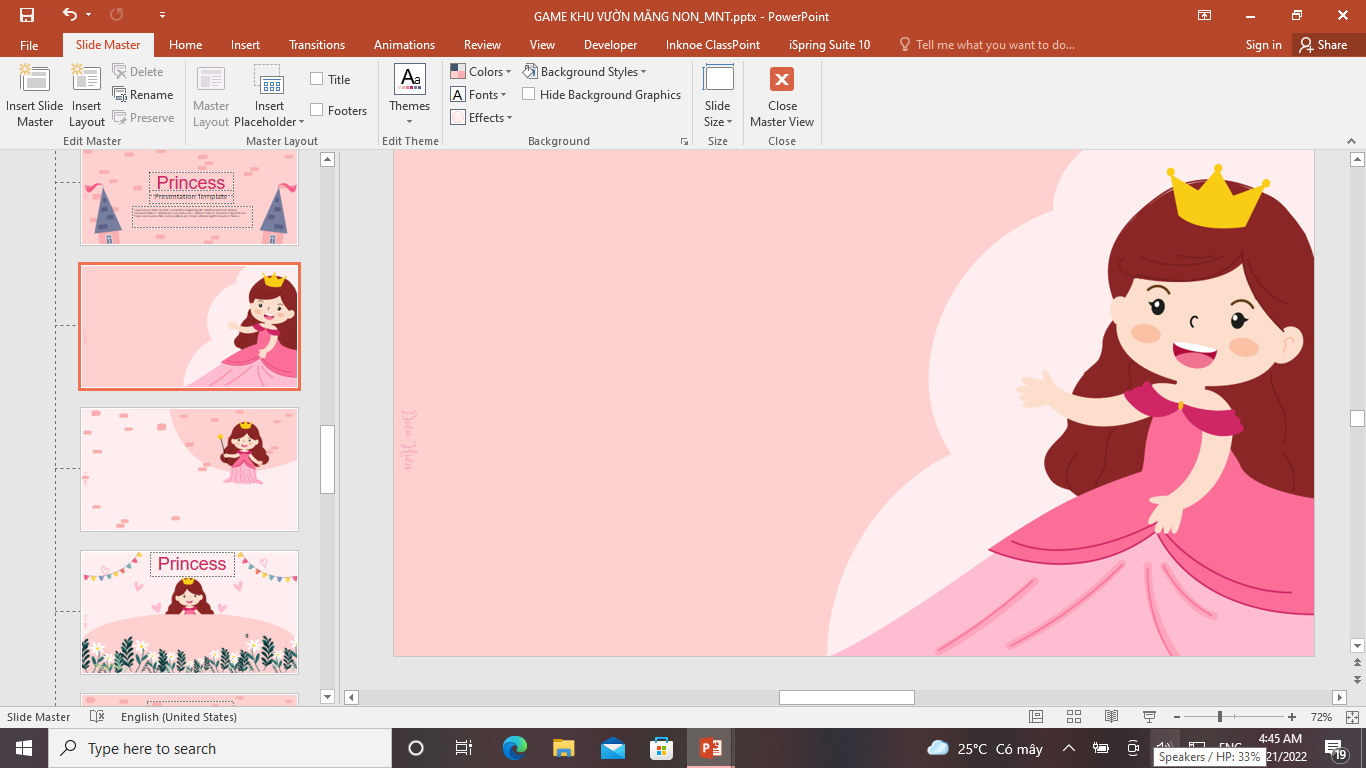 GAME KHU VƯỜN MĂNG NON_MNT.pptx - PowerPoint
File
Slide Master
Home
Insert
Transitions
Animations
Review
View
Developer
Inknoe ClassPoint
iSpring Suite 10
Tell me what you want to do...
Sign in
Share
Insert Slide Master
Insert Layout
Delete
Rename
Preserve
Edit Master
Master Layout
Insert Placeholder
Title
Footers
Master Layout
Themes
Edit Theme
Colors
Fonts
Effects
Background Styles
Hide Background Graphics
Background
Slide Size
Size
Close Master View
Close
Princess
Presentation Template
Princess
Slide Master
English (United States)
72%
Type here to search
25°C Có mây
ENG
4:45 AM
21/2022
19
Speakers / HP: 33%